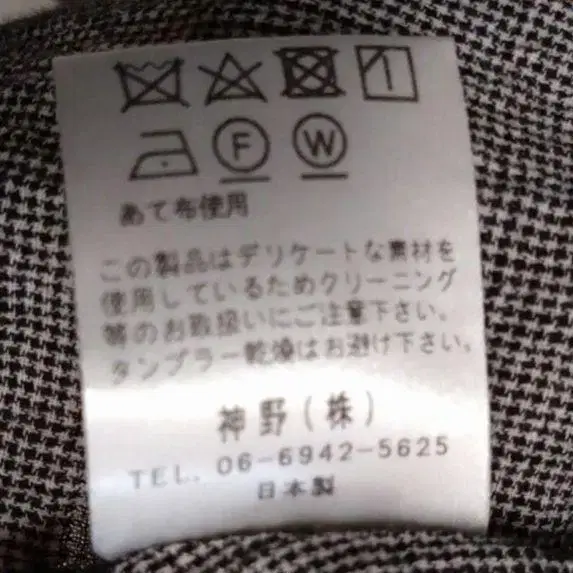 F W
あて布使用
この製品はデリケートな素材を
使用しているためクリーニング
等のお取扱いにご注意下さい。
タンブラー乾燥はお避け下さい。
神野(株)
TEL. 06-6942-5625
日本製